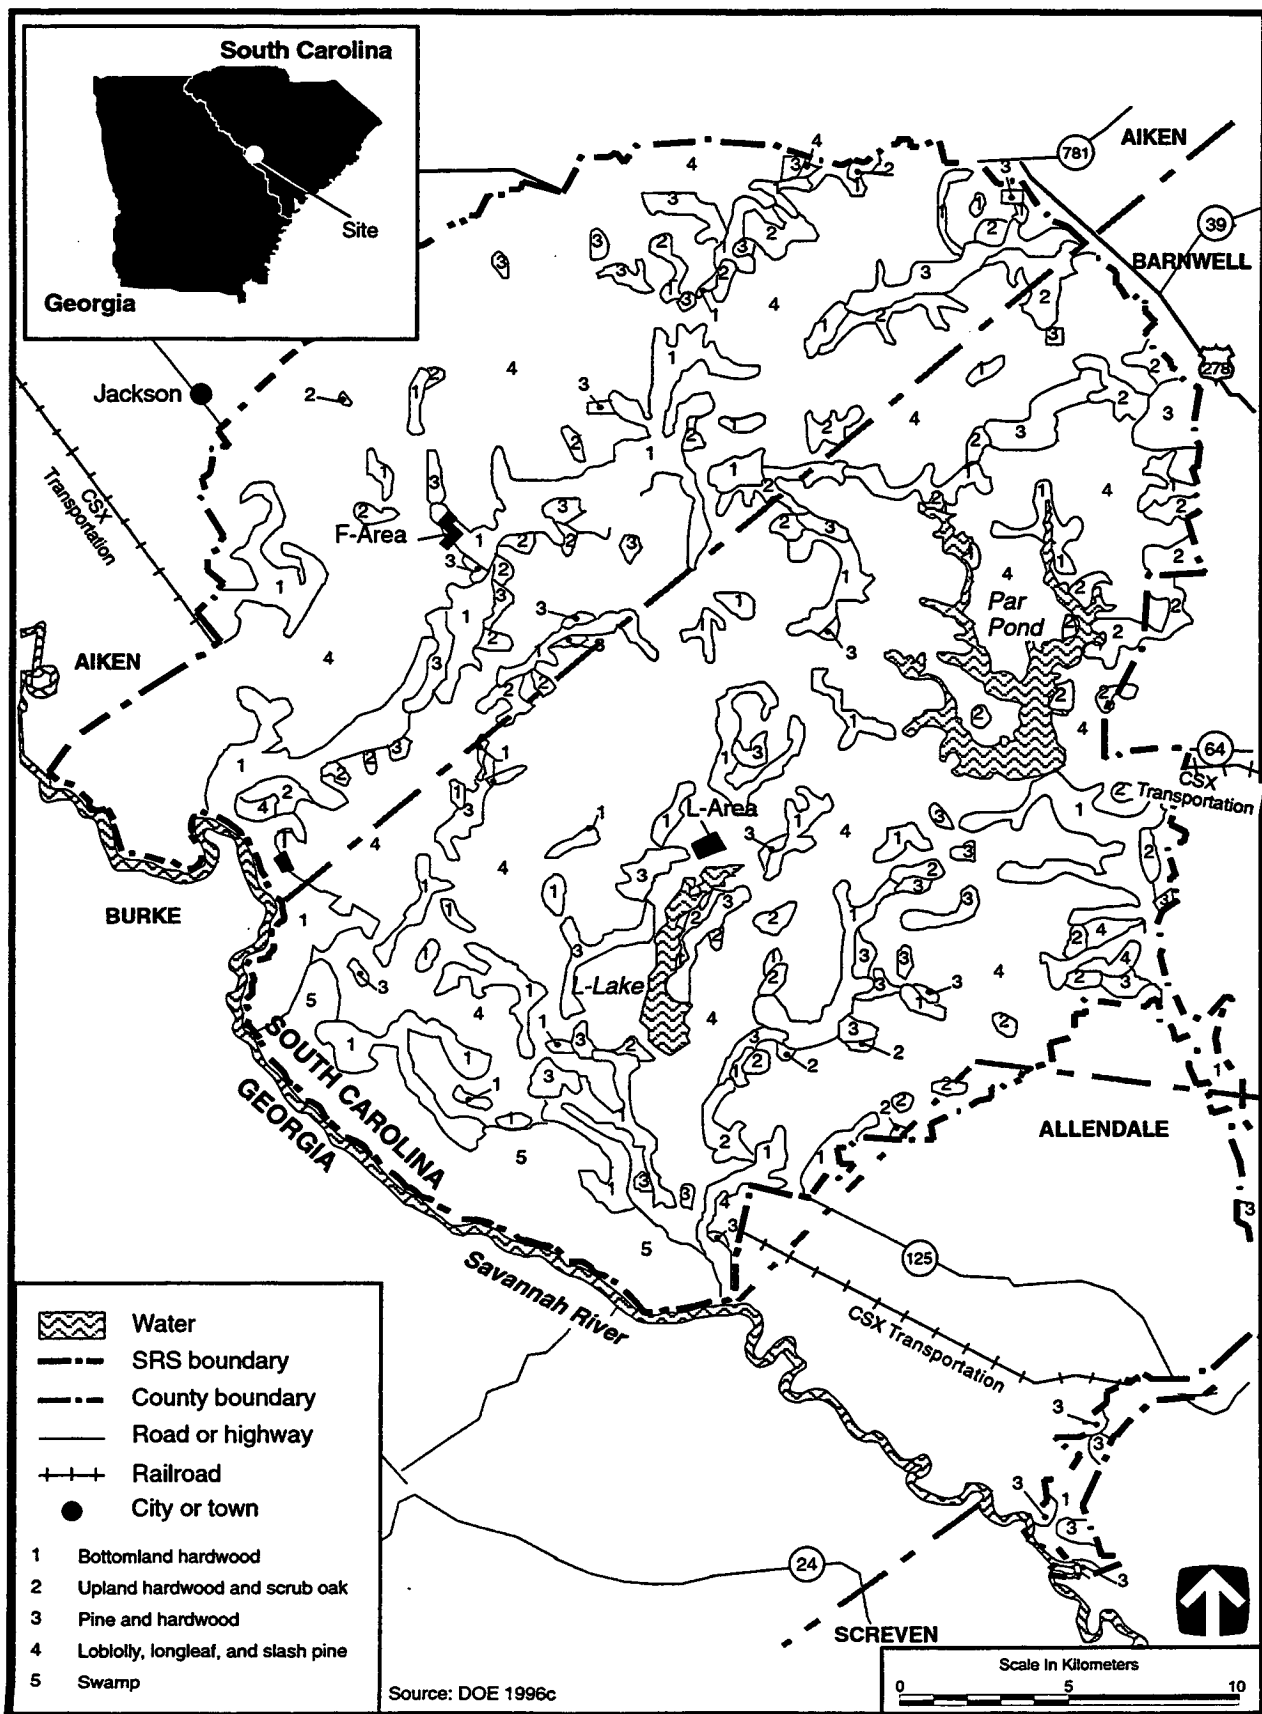 South Carolina
Site
Georgia
AIKEN
781
39
BARNWELL
278
Jackson
CSX
Transportation
F-Area
Par
Pond
AIKEN
64
CSX
Transportation
L-Area
BURKE
L-Lake
SOUTH CAROLINA
GEORGIA
ALLENDALE
Savannah River
125
CSX Transportation
24
SCREVEN
Water
SRS boundary
County boundary
Road or highway
Railroad
City or town
1 Bottomland hardwood
2 Upland hardwood and scrub oak
3 Pine and hardwood
4 Loblolly, longleaf, and slash pine
5 Swamp
Source: DOE 1996c
Scale In Kilometers
0 5 10